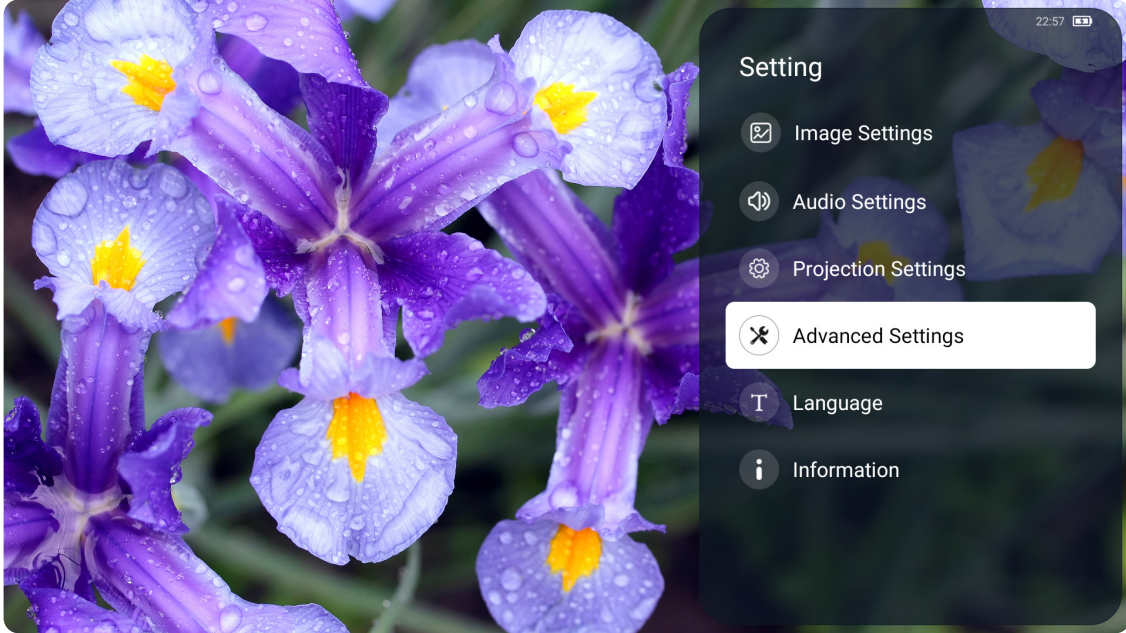 22:57
Setting
Image Settings
Audio Settings
Projection Settings
Advanced Settings
T Language
Information